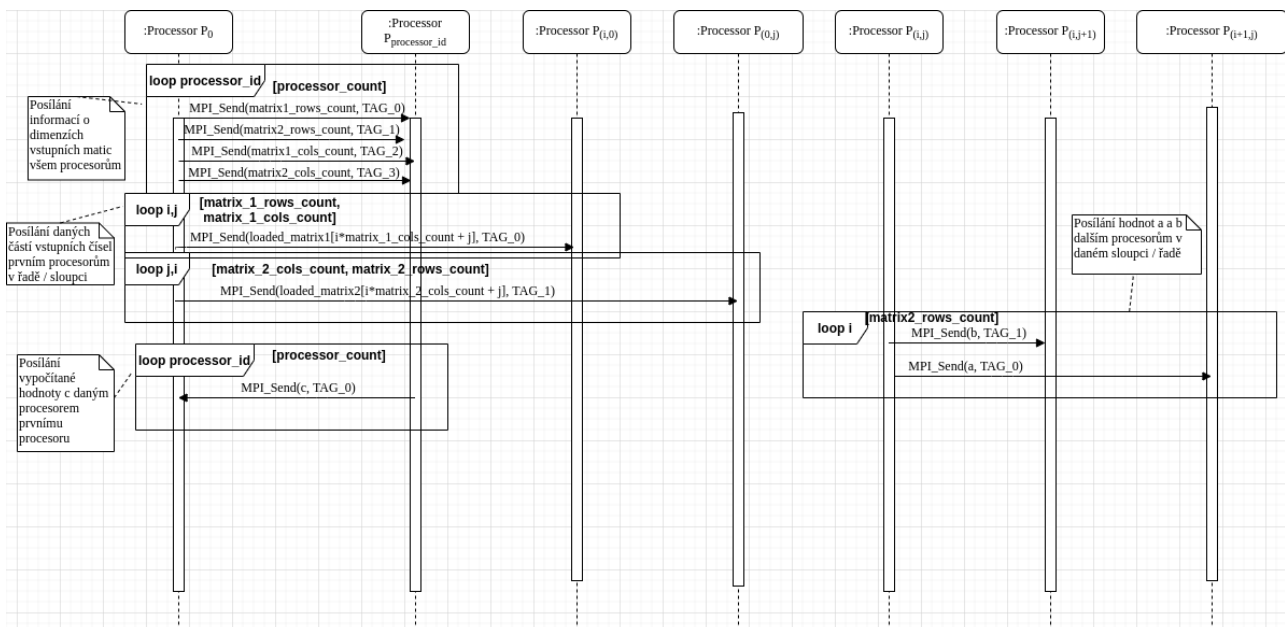 :Processor P0
:Processor
Pprocessor_id
:Processor P(i,0)
:Processor P(0,j)
:Processor P(i,j)
:Processor P(i,j+1)
:Processor P(i+1,j)
loop processor_id
[processor_count]
Posílání
informací o
dimenzích
vstupních matic
všem procesorům
MPI_Send(matrix1_rows_count, TAG_0)
MPI_Send(matrix2_rows_count, TAG_1)
MPI_Send(matrix1_cols_count, TAG_2)
MPI_Send(matrix2_cols_count, TAG_3)
loop i,j
[matrix_1_rows_count,
matrix_1_cols_count]
Posílání daných
částí vstupních čísel
prvním procesorům
v řadě / sloupci
MPI_Send(loaded_matrix1[i*matrix_1_cols_count + j], TAG_0)
loop j,i
[matrix_2_cols_count, matrix_2_rows_count]
MPI_Send(loaded_matrix2[i*matrix_2_cols_count + j], TAG_1)
Posílání hodnot a a b
dalším procesorům v
daném sloupci / řadě
loop i
[matrix2_rows_count]
MPI_Send(b, TAG_1)
MPI_Send(a, TAG_0)
loop processor_id
[processor_count]
Posílání
vypočítané
hodnoty c daným
procesorem
prvnímu
procesoru
MPI_Send(c, TAG_0)